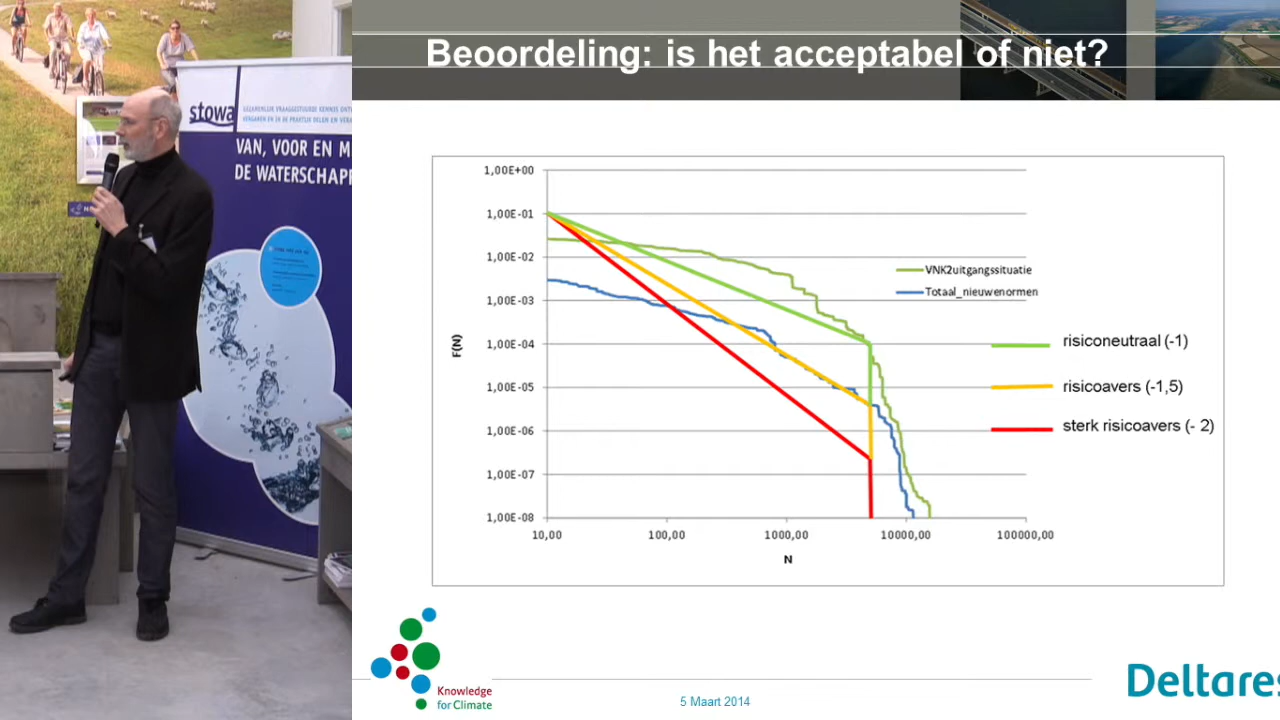 Beoordeling: is het acceptabel of niet?
stowa
VAN, VOOR EN M
DE WATERSCHAPP
1,00E+00
1,00E-01
1,00E-02
1,00E-03
1,00E-04
1,00E-05
1,00E-06
1,00E-07
1,00E-08
F(N)
10,00
100,00
1000,00
10000,00
100000,00
N
VNK2uitgangssituatie
Totaal_nieuwenormen
risiconeutraal (-1)
risicoavers (-1,5)
sterk risicoavers (- 2)
Knowledge
for Climate
5 Maart 2014
Deltares